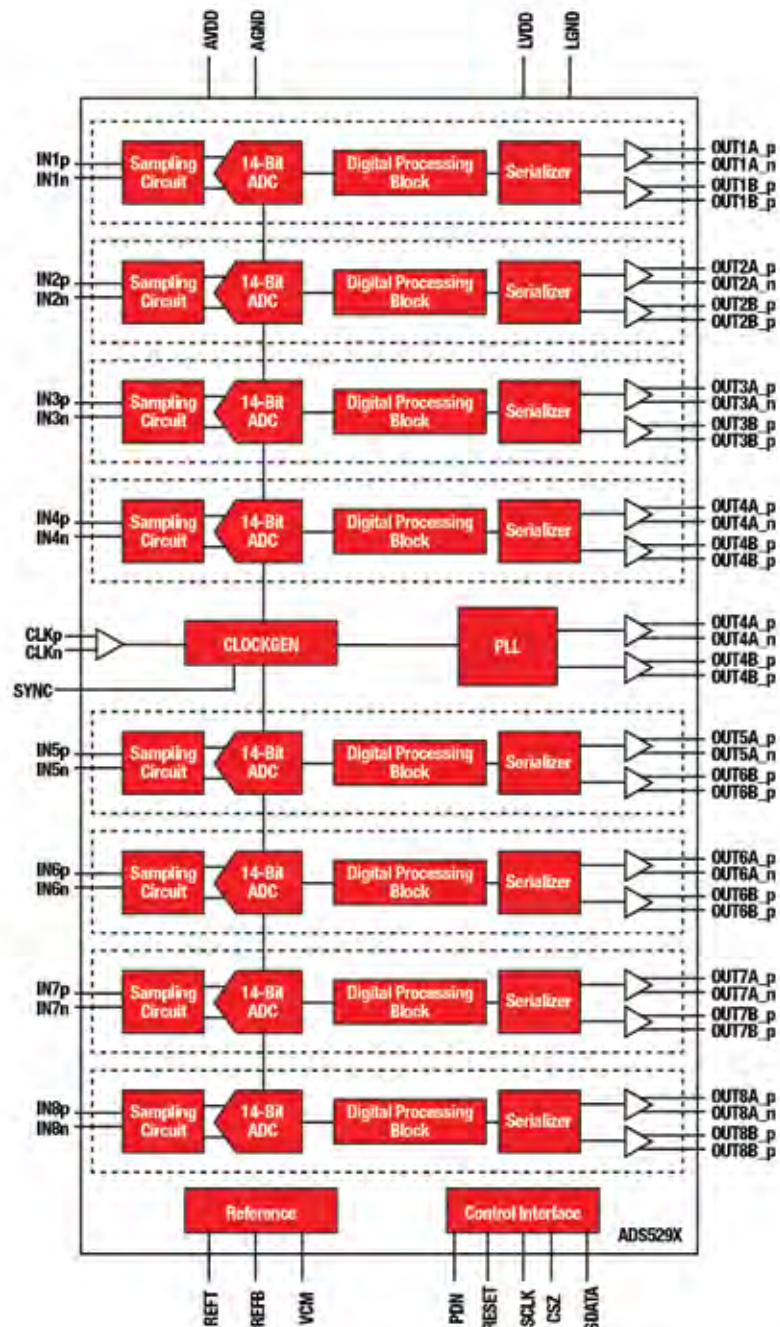 AVDD
AGND
LVDD
LGND
IN1p
IN1n
Sampling
Circuit
14-Bit
ADC
Digital Processing
Block
Serializer
OUT1A_p
OUT1A_n
OUT1B_p
OUT1B_p
IN2p
IN2n
Sampling
Circuit
14-Bit
ADC
Digital Processing
Block
Serializer
OUT2A_p
OUT2A_n
OUT2B_p
OUT2B_p
IN3p
IN3n
Sampling
Circuit
14-Bit
ADC
Digital Processing
Block
Serializer
OUT3A_p
OUT3A_n
OUT3B_p
OUT3B_p
IN4p
IN4n
Sampling
Circuit
14-Bit
ADC
Digital Processing
Block
Serializer
OUT4A_p
OUT4A_n
OUT4B_p
OUT4B_p
CLKp
CLKn
SYNC
CLOCKGEN
PLL
OUT4A_p
OUT4A_n
OUT4B_p
OUT4B_p
IN5p
IN5n
Sampling
Circuit
14-Bit
ADC
Digital Processing
Block
Serializer
OUT5A_p
OUT5A_n
OUT6B_p
OUT6B_p
IN6p
IN6n
Sampling
Circuit
14-Bit
ADC
Digital Processing
Block
Serializer
OUT6A_p
OUT6A_n
OUT6B_p
OUT6B_p
IN7p
IN7n
Sampling
Circuit
14-Bit
ADC
Digital Processing
Block
Serializer
OUT7A_p
OUT7A_n
OUT7B_p
OUT7B_p
IN8p
IN8n
Sampling
Circuit
14-Bit
ADC
Digital Processing
Block
Serializer
OUT8A_p
OUT8A_n
OUT8B_p
OUT8B_p
Reference
Control Interface
ADS529X
REFT
REFB
VCM
PDN
RESET
SCLK
CSZ
SDATA